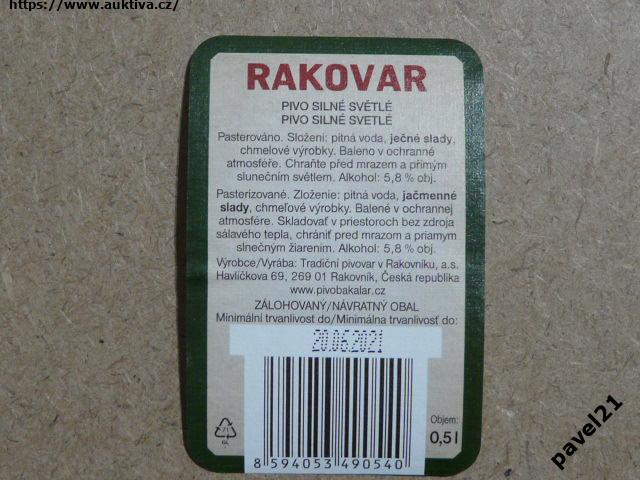 https://www.auktiva.cz/
RAKOVAR
PIVO SILNÉ SVĚTLÉ
PIVO SILNÉ SVETLÉ
Pasterováno. Složení: pitná voda, ječné slady,
chmelové výrobky. Baleno v ochranné
atmosféře. Chraňte před mrazem a přímým
slunečním světlem. Alkohol: 5,8 % obj.
Pasterizované. Zloženie: pitná voda, jačmenné
slady, chmeľové výrobky. Balené v ochrannej
atmosfére. Skladovať v priestoroch bez zdroja
sálavého tepla, chrániť pred mrazom a priamym
slnečným žiarením. Alkohol: 5,8 % obj.
Výrobce/Vyrába: Tradiční pivovar v Rakovníku, a.s.
Havlíčkova 69, 269 01 Rakovník, Česká republika
www.pivobakalar.cz
ZÁLOHOVANÝ/NÁVRATNÝ OBAL
Minimální trvanlivost do/Minimálna trvanlivosť do:
20.06.2021
Objem:
0,5 l
71
GL
8 594053 490540
pavel21